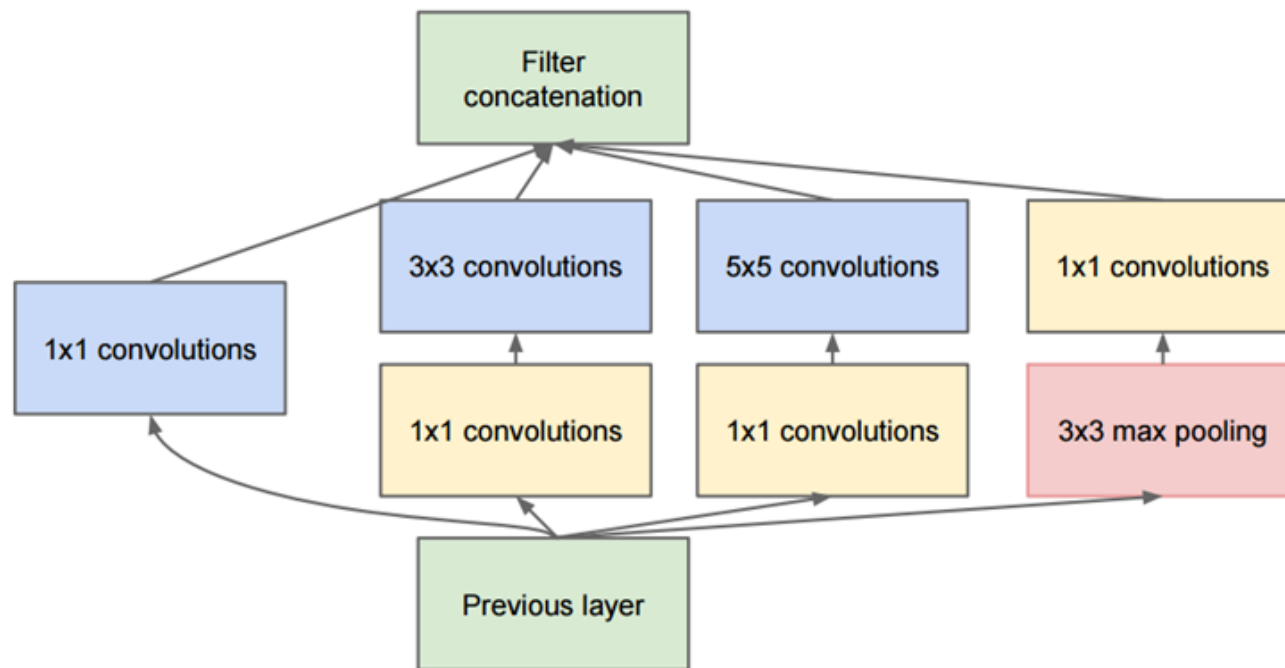 Filter
concatenation
3x3 convolutions
5x5 convolutions
1x1 convolutions
1x1 convolutions
1x1 convolutions
1x1 convolutions
3x3 max pooling
Previous layer